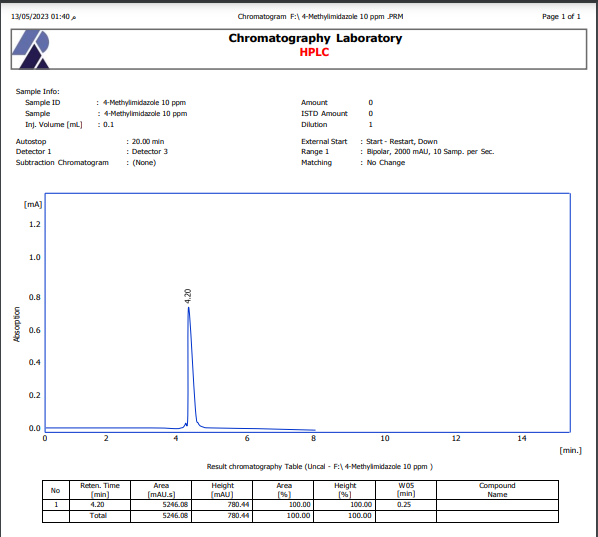 13/05/2023 01:40 م
Chromatogram F:\ 4-Methylimidazole 10 ppm .PRM
Page 1 of 1
Chromatography Laboratory
HPLC
Sample Info:
Sample ID : 4-Methylimidazole 10 ppm
Amount 0
Sample : 4-Methylimidazole 10 ppm
ISTD Amount 0
Inj. Volume [mL] : 0.1
Dilution 1
Autostop : 20.00 min
External Start : Start - Restart, Down
Detector 1 : Detector 3
Range 1 : Bipolar, 2000 mAU, 10 Samp. per Sec.
Subtraction Chromatogram : (None)
Matching : No Change
[mA]
1.2
1.0
0.8
0.6
0.4
0.2
0.0
Absorption
4.20
0 2 4 6 8 10 12 14
[min.]
Result chromatography Table (Uncal - F:\ 4-Methylimidazole 10 ppm )
No Reten. Time [min] Area [mAU.s] Height [mAU] Area [%] Height [%] W05 [min] Compound Name
1 4.20 5246.08 780.44 100.00 100.00 0.25
Total 5246.08 780.44 100.00 100.00